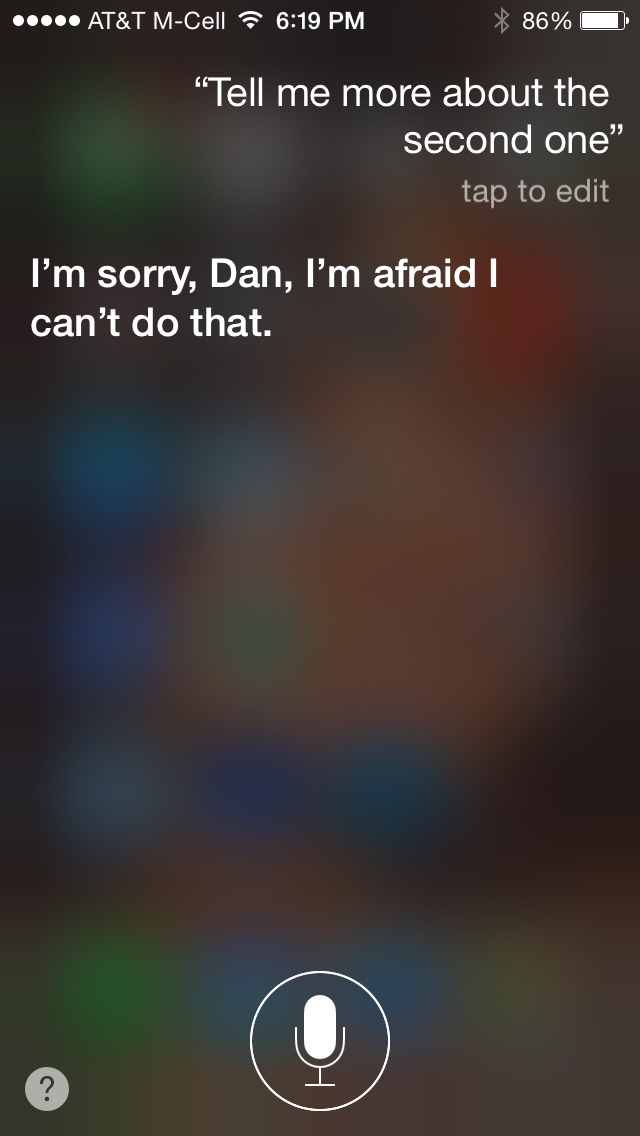 AT&T M-Cell 6:19 PM 86%
“Tell me more about the
second one”
tap to edit
I’m sorry, Dan, I’m afraid I
can’t do that.
?